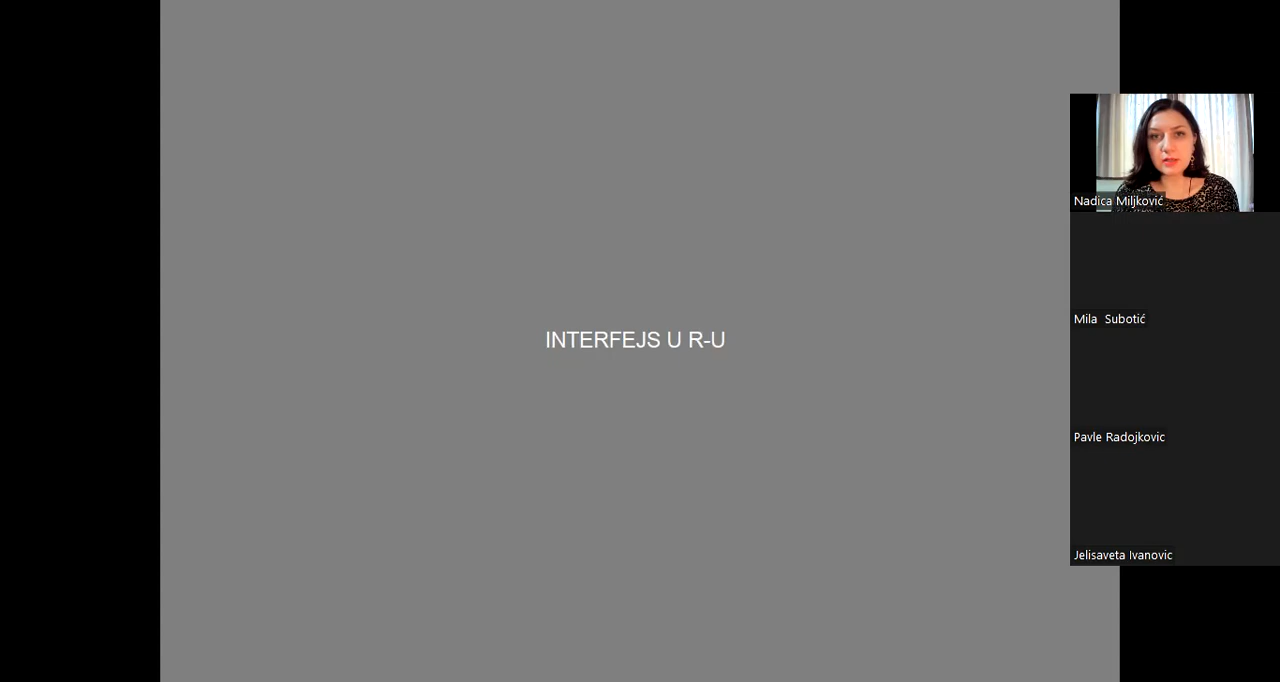 INTERFEJS U R-U
Nadica Miljković
Mila Subotić
Pavle Radojkovic
Jelisaveta Ivanovic